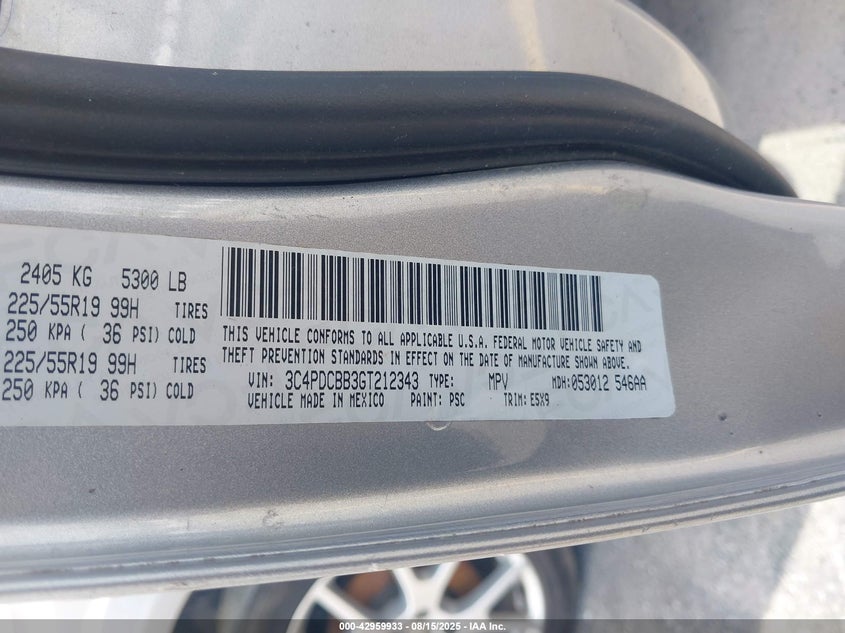 2405 KG 5300 LB
225/55R19 99H TIRES
250 KPA ( 36 PSI) COLD
225/55R19 99H TIRES
250 KPA ( 36 PSI) COLD
THIS VEHICLE CONFORMS TO ALL APPLICABLE U.S.A. FEDERAL MOTOR VEHICLE SAFETY AND
THEFT PREVENTION STANDARDS IN EFFECT ON THE DATE OF MANUFACTURE SHOWN ABOVE.
VIN: 3C4PDCBB3GT212343 TYPE: MPV MDH: 053012 546AA
VEHICLE MADE IN MEXICO PAINT: PSC TRIM: E5X9
000-42959933 - 08/15/2025 - IAA Inc.